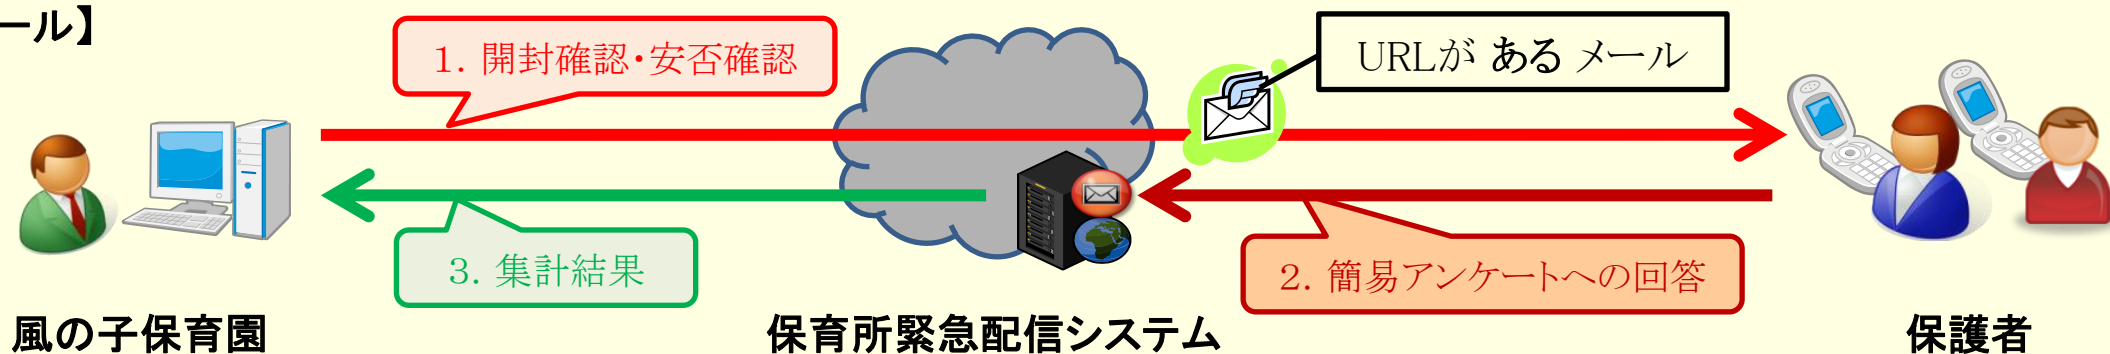 ール】
1. 開封確認・安否確認
URLが ある メール
3. 集計結果
2. 簡易アンケートへの回答
風の子保育園
保育所緊急配信システム
保護者